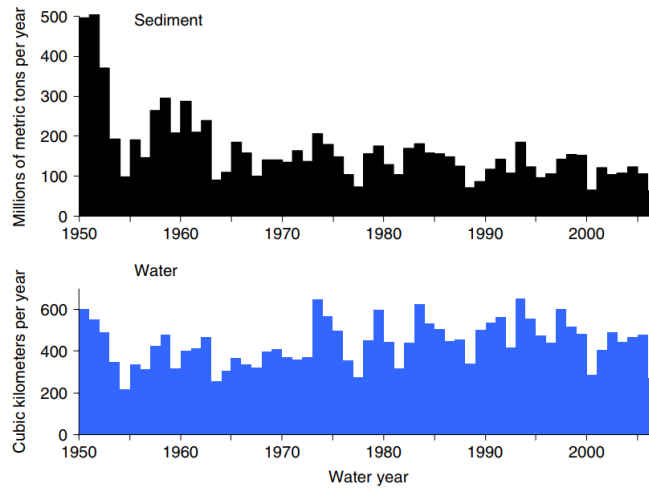 Sediment
Millions of metric tons per year
500
400
300
200
100
0
1950 1960 1970 1980 1990 2000
Water
Cubic kilometers per year
600
400
200
0
1950 1960 1970 1980 1990 2000
Water year